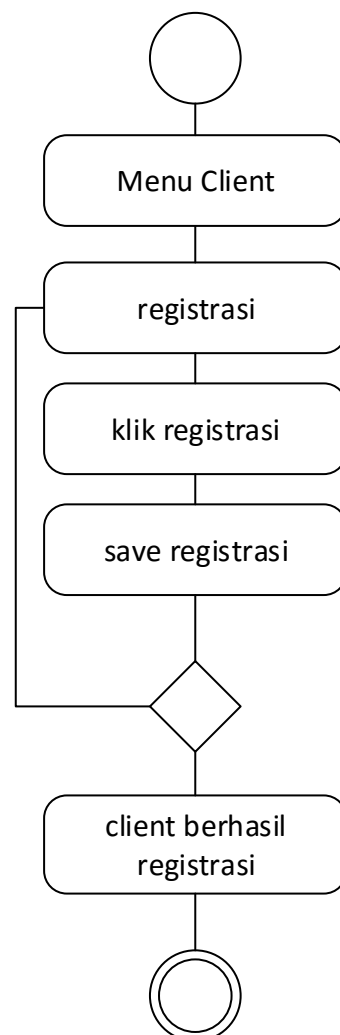 Menu Client
registrasi
klik registrasi
save registrasi
client berhasil
registrasi